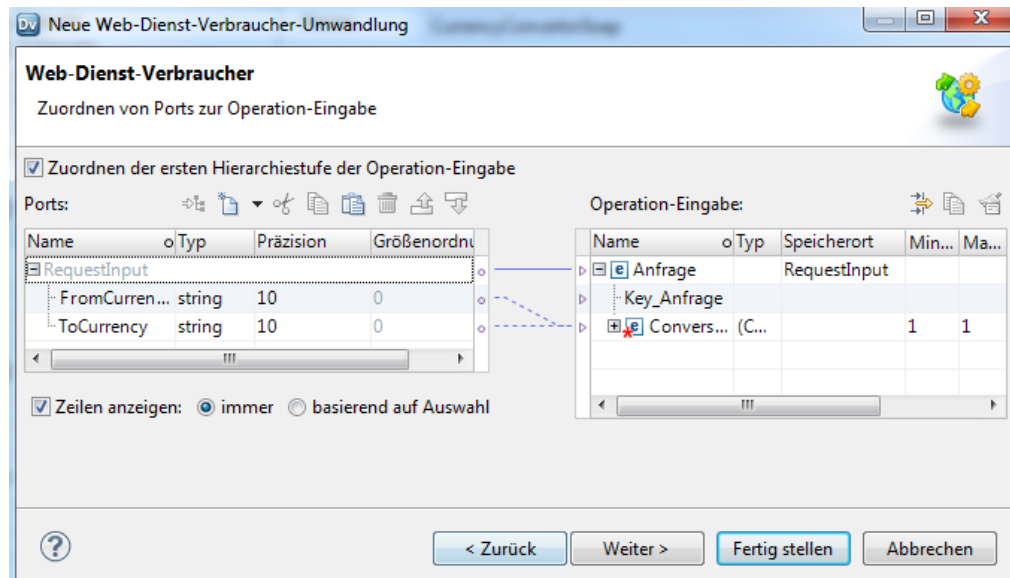 Dv Neue Web-Dienst-Verbraucher-Umwandlung
Web-Dienst-Verbraucher
Zuordnen von Ports zur Operation-Eingabe
Zuordnen der ersten Hierarchiestufe der Operation-Eingabe
Ports: Operation-Eingabe:
Name Typ Präzision Größenordnu Name Typ Speicherort Min... Ma...
RequestInput e Anfrage RequestInput
FromCurren... string 10 0 Key_Anfrage
ToCurrency string 10 0 e Convers... (C... 1 1
Zeilen anzeigen: immer basierend auf Auswahl
? < Zurück Weiter > Fertig stellen Abbrechen